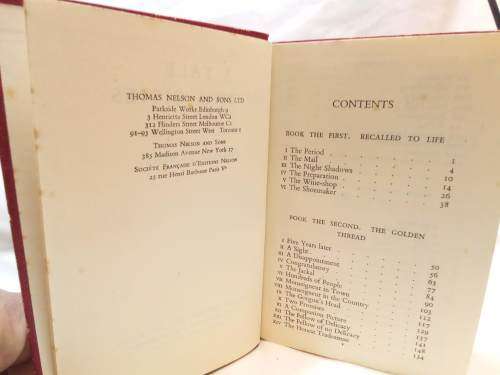 THOMAS NELSON AND SONS LTD
Parkside Works Edinburgh 9
3 Henrietta Street London WC2
312 Flinders Street Melbourne C1
91-93 Wellington Street West Toronto 1
THOMAS NELSON AND SONS
385 Madison Avenue New York 17
SOCIÉTÉ FRANÇAISE D'EDITIONS NELSON
25 rue Henri Barbusse Paris Ve
CONTENTS
BOOK THE FIRST. RECALLED TO LIFE
I The Period 1
II The Mail 4
III The Night Shadows 10
IV The Preparation 14
V The Wine-shop 26
VI The Shoemaker 38
BOOK THE SECOND. THE GOLDEN
THREAD
I Five Years later 50
II A Sight 56
III A Disappointment 63
IV Congratulatory 77
V The Jackal 84
VI Hundreds of People 90
VII Monseigneur in Town 103
VIII Monseigneur in the Country 112
IX The Gorgon's Head 117
X Two Promises 129
XI A Companion Picture 137
XII The Fellow of Delicacy 141
XIII The Fellow of no Delicacy 148
XIV The Honest Tradesman 154